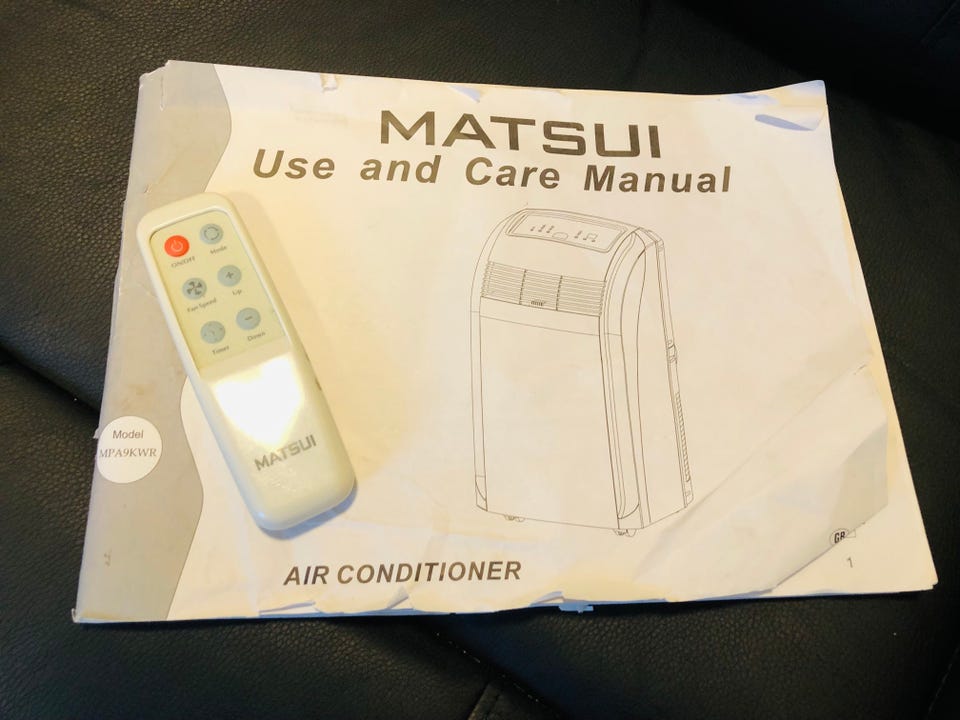 MATSUI
Use and Care Manual
ON/OFF
Mode
Fan Speed
Up
Timer
Down
MATSUI
Model
MPA9KWR
AIR CONDITIONER
GB
1